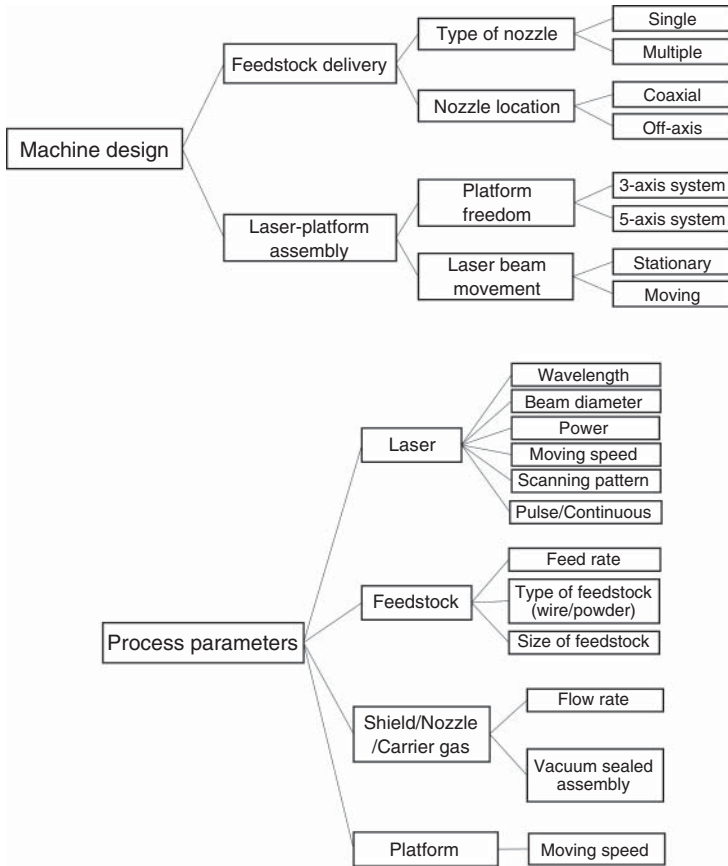 Machine design
Feedstock delivery
Type of nozzle
Single
Multiple
Nozzle location
Coaxial
Off-axis
Laser-platform
assembly
Platform
freedom
3-axis system
5-axis system
Laser beam
movement
Stationary
Moving
Process parameters
Laser
Wavelength
Beam diameter
Power
Moving speed
Scanning pattern
Pulse/Continuous
Feedstock
Feed rate
Type of feedstock
(wire/powder)
Size of feedstock
Shield/Nozzle
/Carrier gas
Flow rate
Vacuum sealed
assembly
Platform
Moving speed